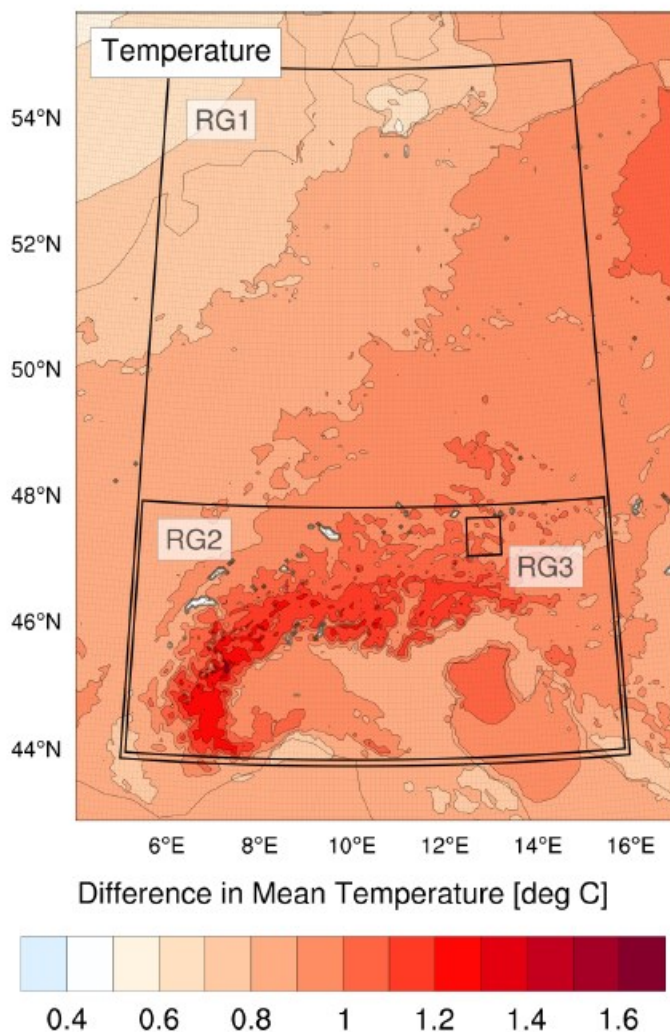 Temperature
54°N
RG1
52°N
50°N
48°N
RG2
RG3
46°N
44°N
6°E 8°E 10°E 12°E 14°E 16°E
Difference in Mean Temperature [deg C]
0.4 0.6 0.8 1 1.2 1.4 1.6